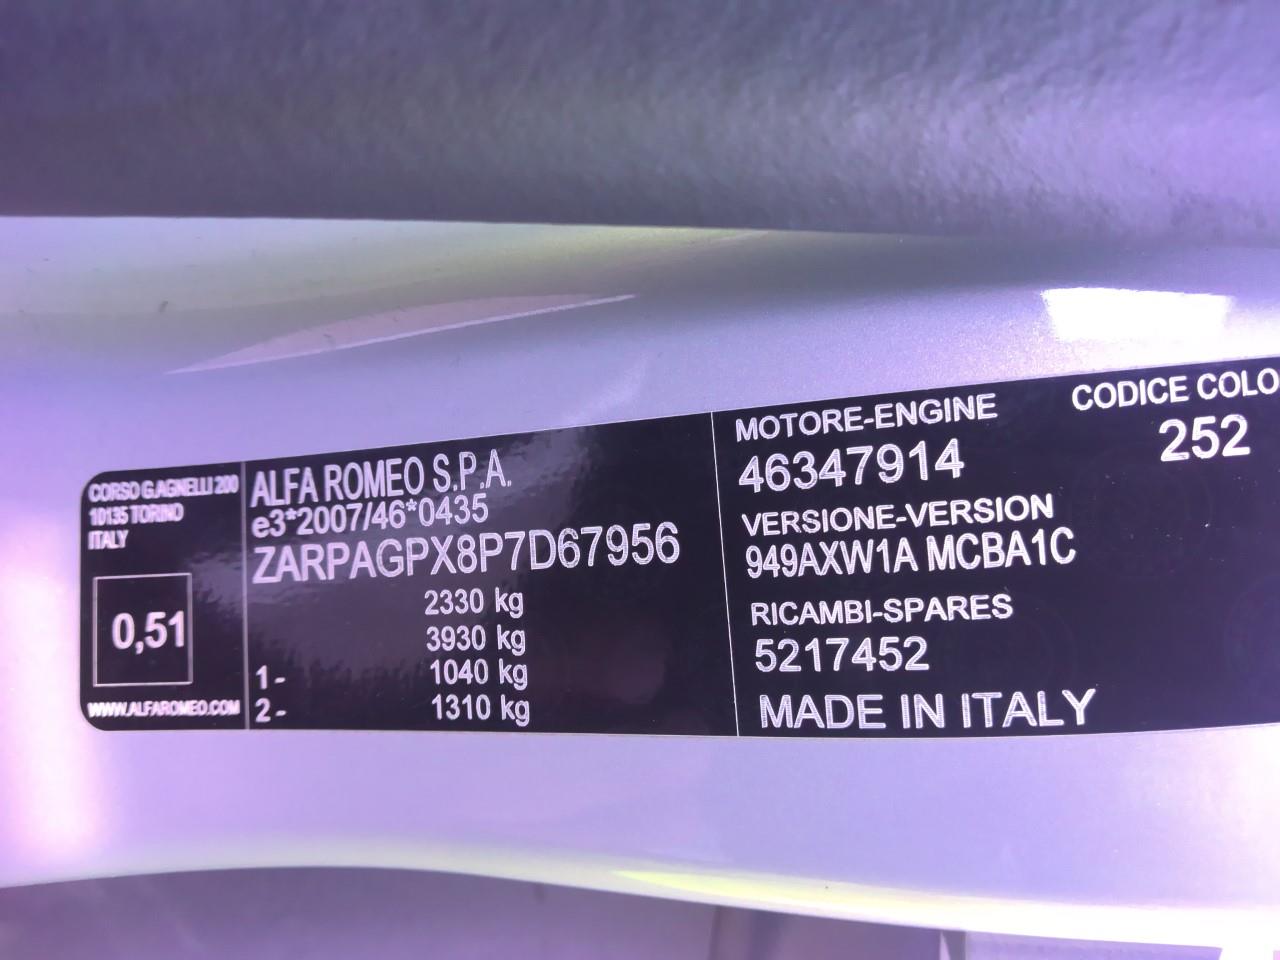 CORSO G.AGNELLI 200
10135 TORINO
ITALY
0,51
WWW.ALFAROMEO.COM
ALFA ROMEO S.P.A.
e3*2007/46*0435
ZARPAGPX8P7D67956
2330 kg
3930 kg
1- 1040 kg
2- 1310 kg
MOTORE-ENGINE
46347914
CODICE COLO
252
VERSIONE-VERSION
949AXW1A MCBA1C
RICAMBI-SPARES
5217452
MADE IN ITALY